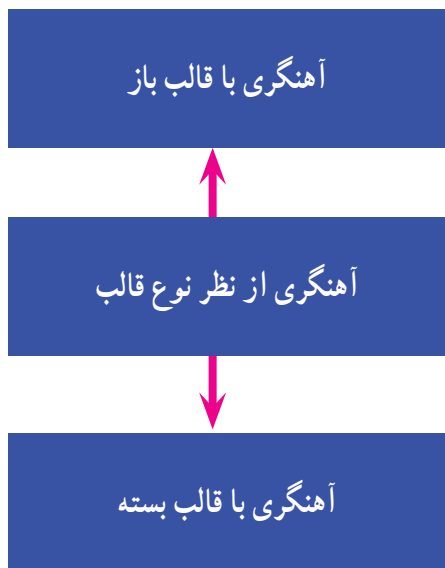 آهنگری با قالب باز
آهنگری از نظر نوع قالب
آهنگری با قالب بسته